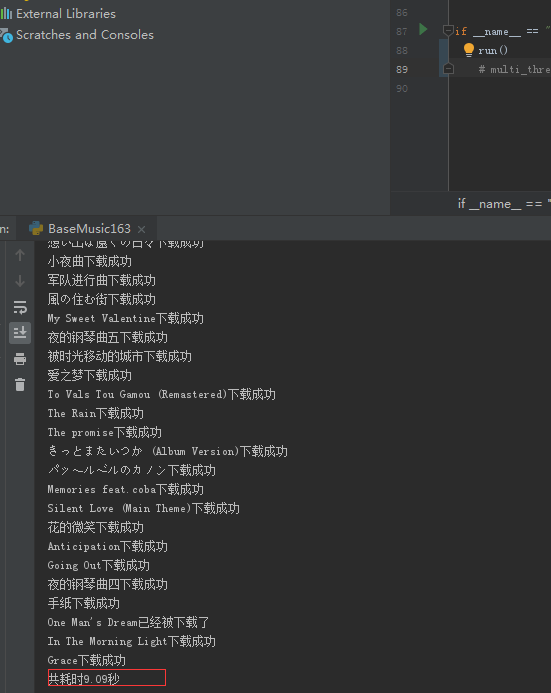 External Libraries
Scratches and Consoles
86
87
88
89
90
if __name__ == "
run()
# multi_thre
if __name__ == "
n:
BaseMusic163
想い出は遠くの日々下载成功
小夜曲下载成功
军队进行曲下载成功
風の住む街下载成功
My Sweet Valentine下载成功
夜的钢琴曲五下载成功
被时光移动的城市下载成功
爱之梦下载成功
To Vals Tou Gamou (Remastered)下载成功
The Rain下载成功
The promise下载成功
きっとまたいつか (Album Version)下载成功
パッヘルベルのカノン下载成功
Memories feat.coba下载成功
Silent Love (Main Theme)下载成功
花的微笑下载成功
Anticipation下载成功
Going Out下载成功
夜的钢琴曲四下载成功
手纸下载成功
One Man's Dream已经被下载了
In The Morning Light下载成功
Grace下载成功
共耗时9.09秒